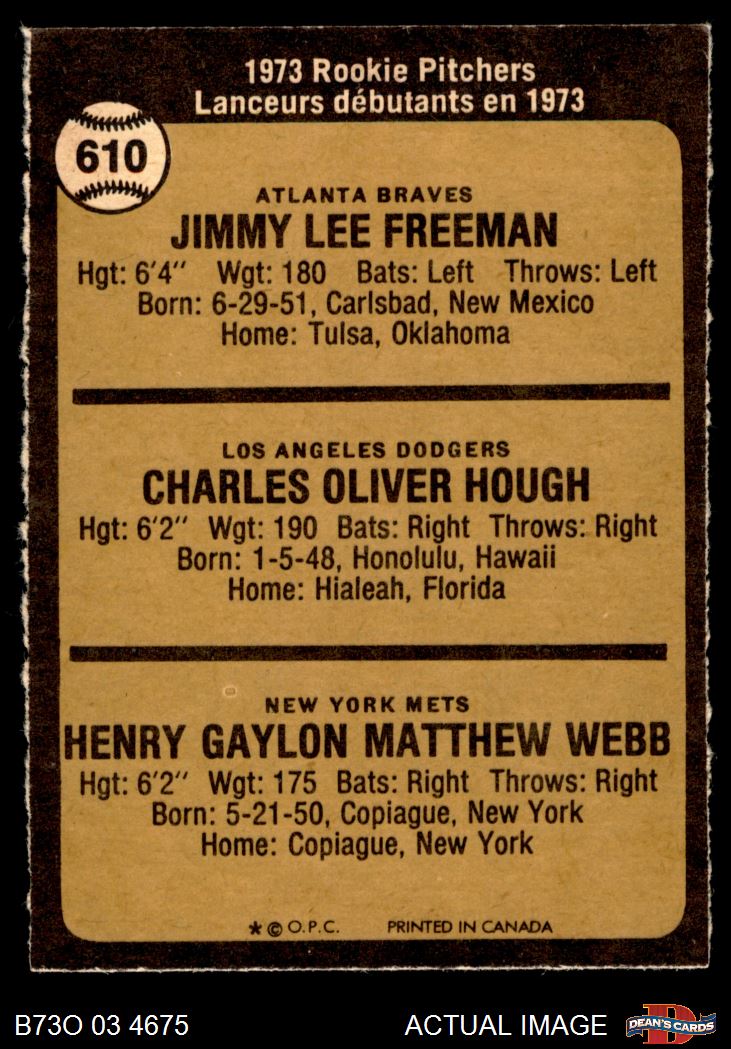 1973 Rookie Pitchers
Lanceurs débutants en 1973
610
ATLANTA BRAVES
JIMMY LEE FREEMAN
Hgt: 6'4" Wgt: 180 Bats: Left Throws: Left
Born: 6-29-51, Carlsbad, New Mexico
Home: Tulsa, Oklahoma
LOS ANGELES DODGERS
CHARLES OLIVER HOUGH
Hgt: 6'2" Wgt: 190 Bats: Right Throws: Right
Born: 1-5-48, Honolulu, Hawaii
Home: Hialeah, Florida
NEW YORK METS
HENRY GAYLON MATTHEW WEBB
Hgt: 6'2" Wgt: 175 Bats: Right Throws: Right
Born: 5-21-50, Copiague, New York
Home: Copiague, New York
* © O.P.C. PRINTED IN CANADA
B73O 03 4675 ACTUAL IMAGE
D
DEAN'S CARDS